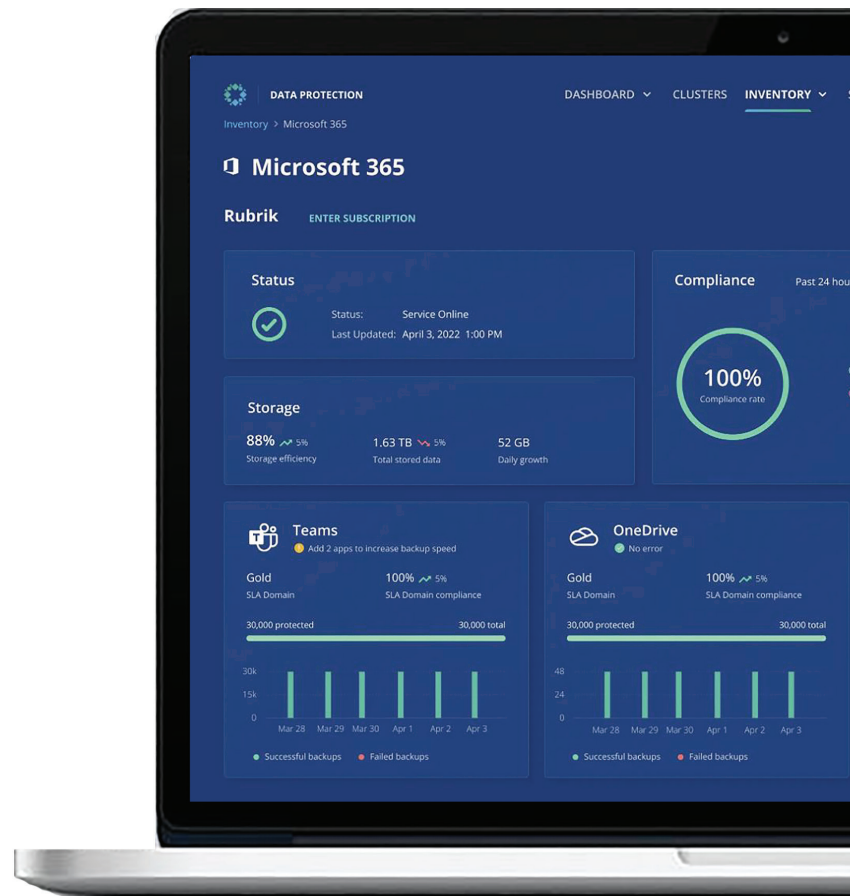 DATA PROTECTION
DASHBOARD CLUSTERS INVENTORY
Inventory > Microsoft 365
Microsoft 365
Rubrik ENTER SUBSCRIPTION
Status
Status: Service Online
Last Updated: April 3, 2022 1:00 PM
Compliance Past 24 hou
100%
Compliance rate
Storage
88% 5% 1.63 TB 5% 52 GB
Storage efficiency Total stored data Daily growth
Teams
Add 2 apps to increase backup speed
Gold 100% 5%
SLA Domain SLA Domain compliance
30,000 protected 30,000 total
30k
15k
0
Mar 28 Mar 29 Mar 30 Apr 1 Apr 2 Apr 3
Successful backups Failed backups
OneDrive
No error
Gold 100% 5%
SLA Domain SLA Domain compliance
30,000 protected 30,000 total
48
24
0
Mar 28 Mar 29 Mar 30 Apr 1 Apr 2 Apr 3
Successful backups Failed backups